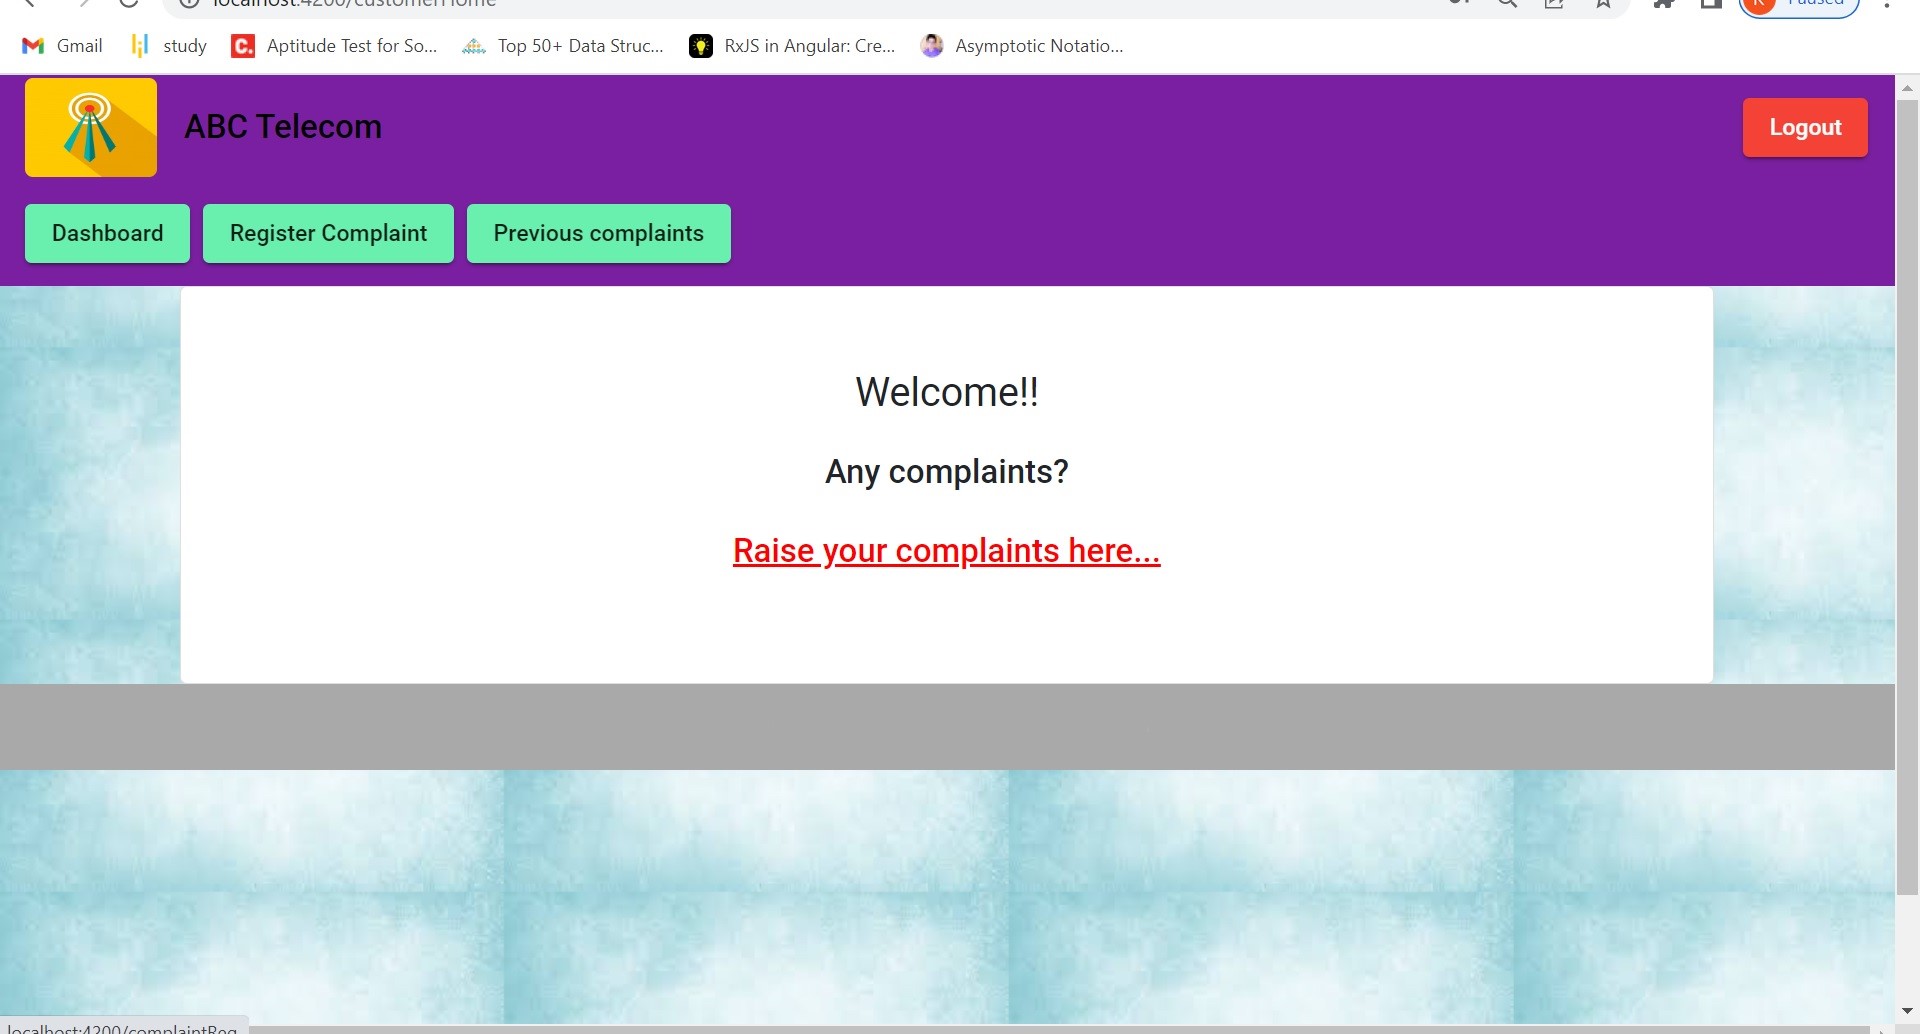 localhost:4200/customerHome
Paused
Gmail
study
Aptitude Test for So...
Top 50+ Data Struc...
RxJS in Angular: Cre...
Asymptotic Notatio...
ABC Telecom
Logout
Dashboard
Register Complaint
Previous complaints
Welcome!!
Any complaints?
Raise your complaints here...
localhost:4200/complaintReg